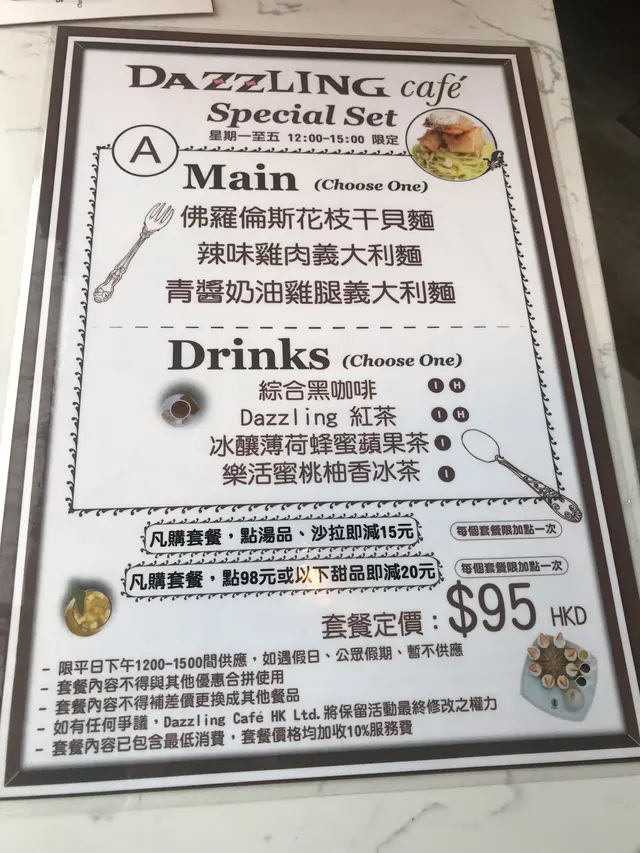 DAZZLING café
Special Set
星期一至五 12:00-15:00 限定
A
Main (Choose One)
佛羅倫斯花枝干貝麵
辣味雞肉義大利麵
青醬奶油雞腿義大利麵
Drinks (Choose One)
綜合黑咖啡 I H
Dazzling 紅茶 I H
冰釀薄荷蜂蜜蘋果茶 I
樂活蜜桃柚香冰茶 I
凡購套餐，點湯品、沙拉即減15元 每個套餐限加點一次
凡購套餐，點98元或以下甜品即減20元 每個套餐限加點一次
套餐定價：$95 HKD
- 限平日下午1200-1500間供應，如遇假日、公眾假期、暫不供應
- 套餐內容不得與其他優惠合拼使用
- 套餐內容不得補差價更換成其他餐品
- 如有任何爭議，Dazzling Café HK Ltd.將保留活動最終修改之權力
- 套餐內容已包含最低消費，套餐價格均加收10%服務費